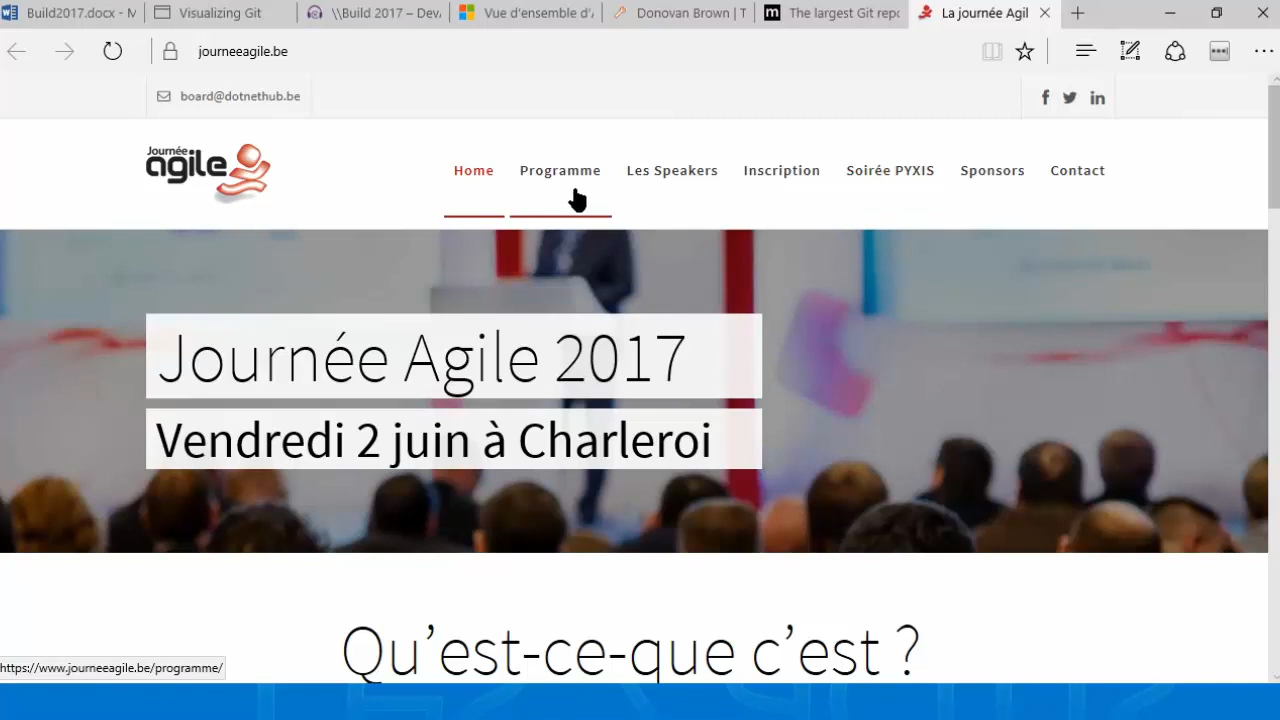 Build2017.docx - M
Visualizing Git
\\Build 2017 – Dev
Vue d'ensemble d'
Donovan Brown | T
The largest Git repo
La journée Agil
journeeagile.be
board@dotnethub.be
Journée
agile
Home
Programme
Les Speakers
Inscription
Soirée PYXIS
Sponsors
Contact
Journée Agile 2017
Vendredi 2 juin à Charleroi
Qu’est-ce-que c’est ?
https://www.journeeagile.be/programme/